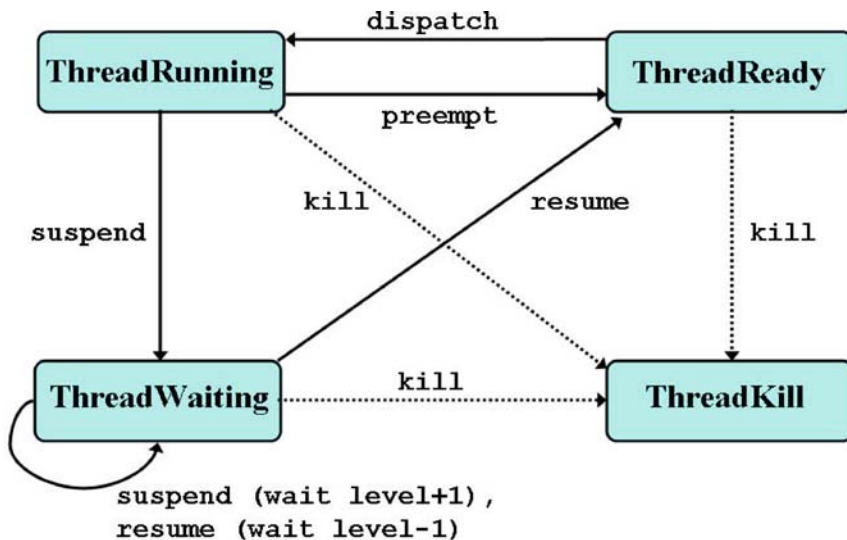 dispatch
ThreadRunning
ThreadReady
preempt
kill
resume
suspend
kill
ThreadWaiting
kill
ThreadKill
suspend (wait level+1),
resume (wait level-1)